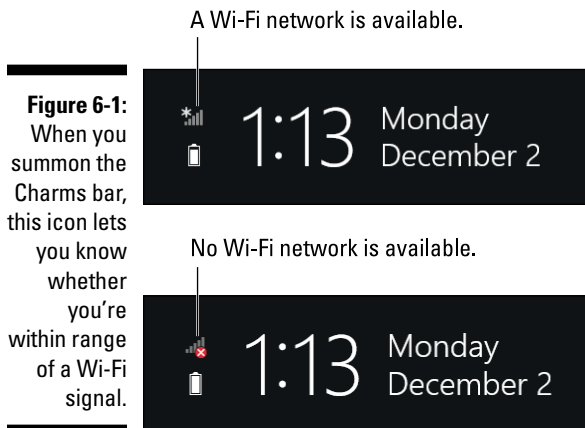 A Wi-Fi network is available.
Figure 6-1:
When you
summon the
Charms bar,
this icon lets
you know
whether
you're
within range
of a Wi-Fi
signal.
1:13
Monday
December 2
No Wi-Fi network is available.
1:13
Monday
December 2